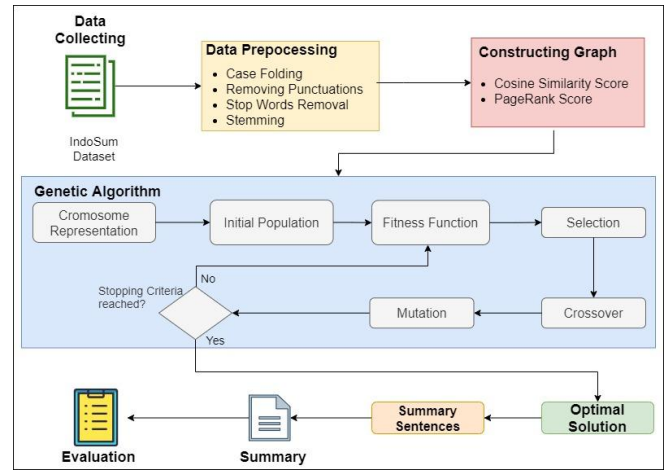 Data
Collecting
IndoSum
Dataset
Data Prepocessing
• Case Folding
• Removing Punctuations
• Stop Words Removal
• Stemming
Constructing Graph
• Cosine Similarity Score
• PageRank Score
Genetic Algorithm
Cromosome
Representation
Initial Population
Fitness Function
Selection
Crossover
Mutation
Stopping Criteria
reached?
No
Yes
Optimal
Solution
Summary
Sentences
Summary
Evaluation